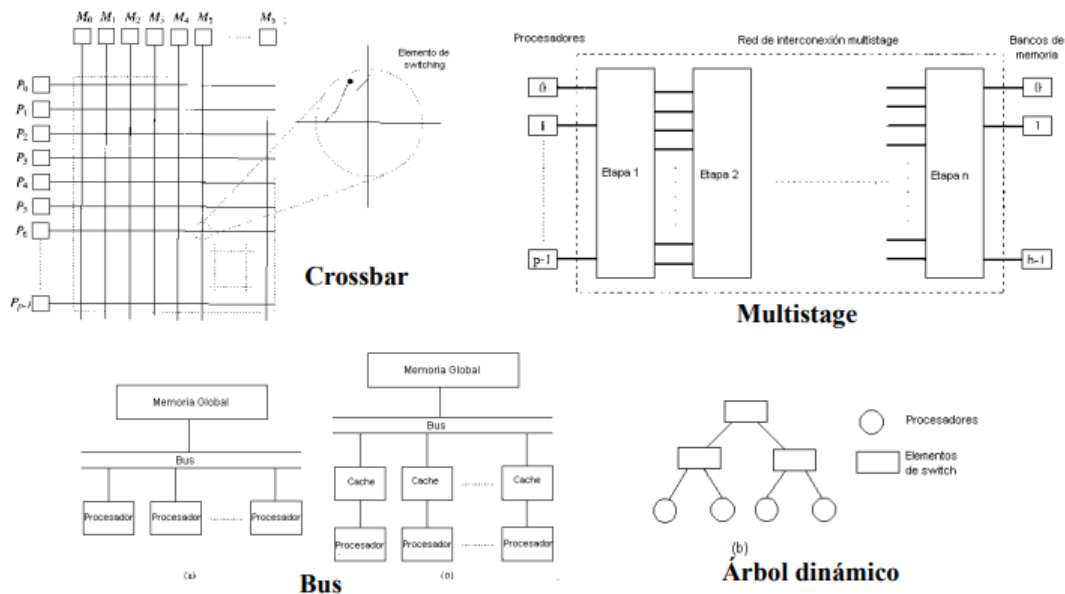 M0 M1 M2 M3 M4 M5
P0
P1
P2
P3
P4
P5
P6
Pp-1
Elemento de
switching
Crossbar
Procesadores
Red de interconexión multistage
Bancos de
memoria
0
p-1
Etapa 1
Etapa 2
Etapa n
0
1
Multistage
Memoria Global
Bus
Procesador Procesador Procesador
(a)
Memoria Global
Bus
Cache Cache Cache
Procesador Procesador Procesador
Bus
Procesadores
Elementos
de switch
(b)
Árbol dinámico